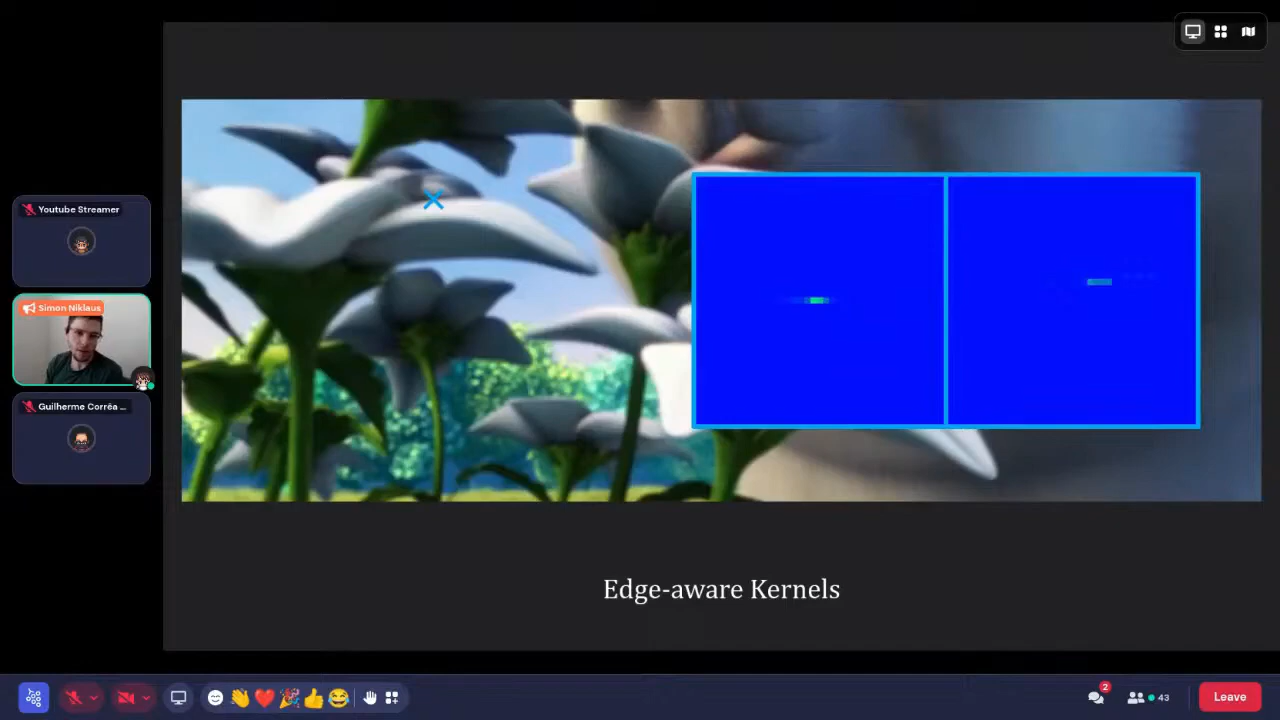 Youtube Streamer
Simon Niklaus
Guilherme Corrêa ...
Edge-aware Kernels
2
43
Leave